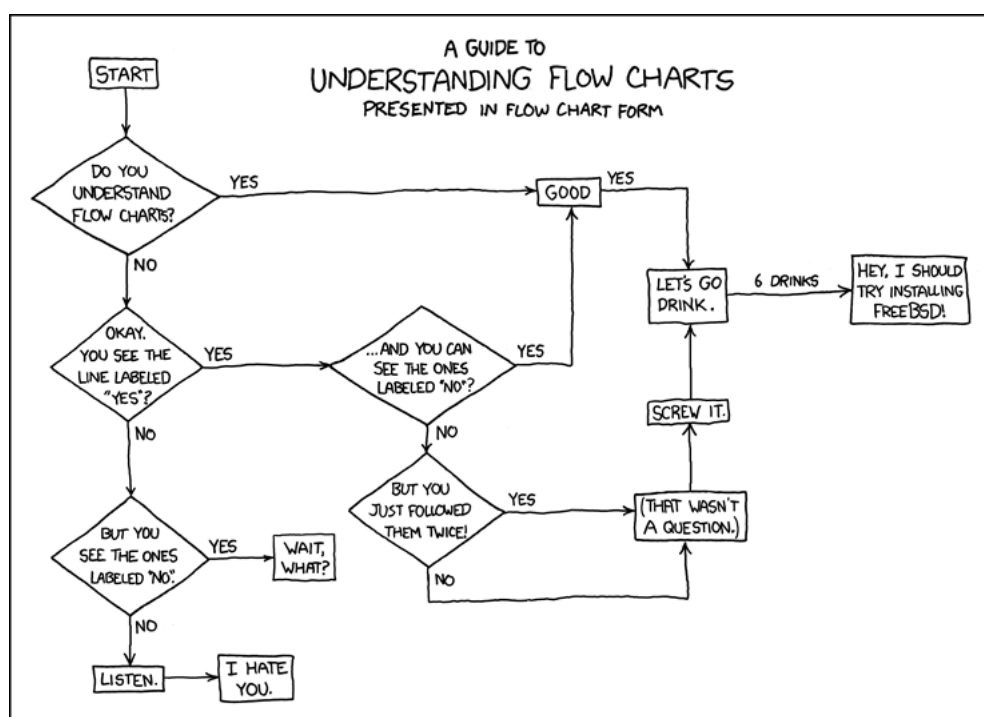 A GUIDE TO
UNDERSTANDING FLOW CHARTS
PRESENTED IN FLOW CHART FORM
START
DO YOU
UNDERSTAND
FLOW CHARTS?
YES
GOOD
YES
NO
LET'S GO
DRINK.
6 DRINKS
HEY, I SHOULD
TRY INSTALLING
FREEBSD!
OKAY.
YOU SEE THE
LINE LABELED
"YES"?
YES
...AND YOU CAN
SEE THE ONES
LABELED "NO"?
YES
NO
NO
SCREW IT.
BUT YOU
JUST FOLLOWED
THEM TWICE!
YES
(THAT WASN'T
A QUESTION.)
NO
BUT YOU
SEE THE ONES
LABELED "NO".
YES
WAIT,
WHAT?
NO
LISTEN.
I HATE
YOU.